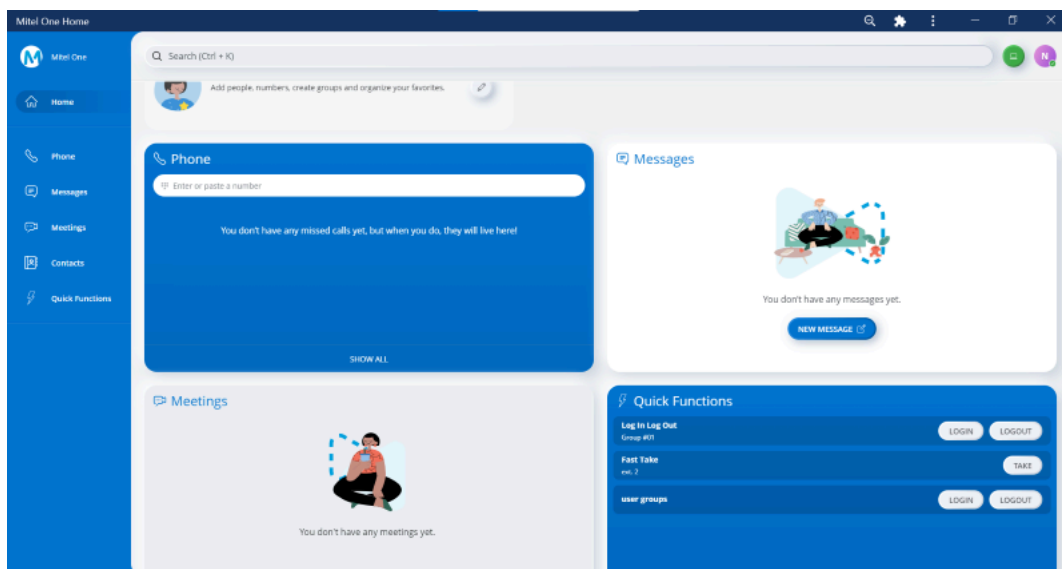 Mitel One Home
Mitel One
Search (Ctrl + K)
N
Home
Add people, numbers, create groups and organize your favorites.
Phone
Messages
Meetings
Contacts
Quick Functions
Phone
Enter or paste a number
You don't have any missed calls yet, but when you do, they will live here!
SHOW ALL
Messages
You don't have any messages yet.
NEW MESSAGE
Meetings
You don't have any meetings yet.
Quick Functions
Log In Log Out
Group #01
LOGIN LOGOUT
Fast Take
ext. 2
TAKE
user groups
LOGIN LOGOUT